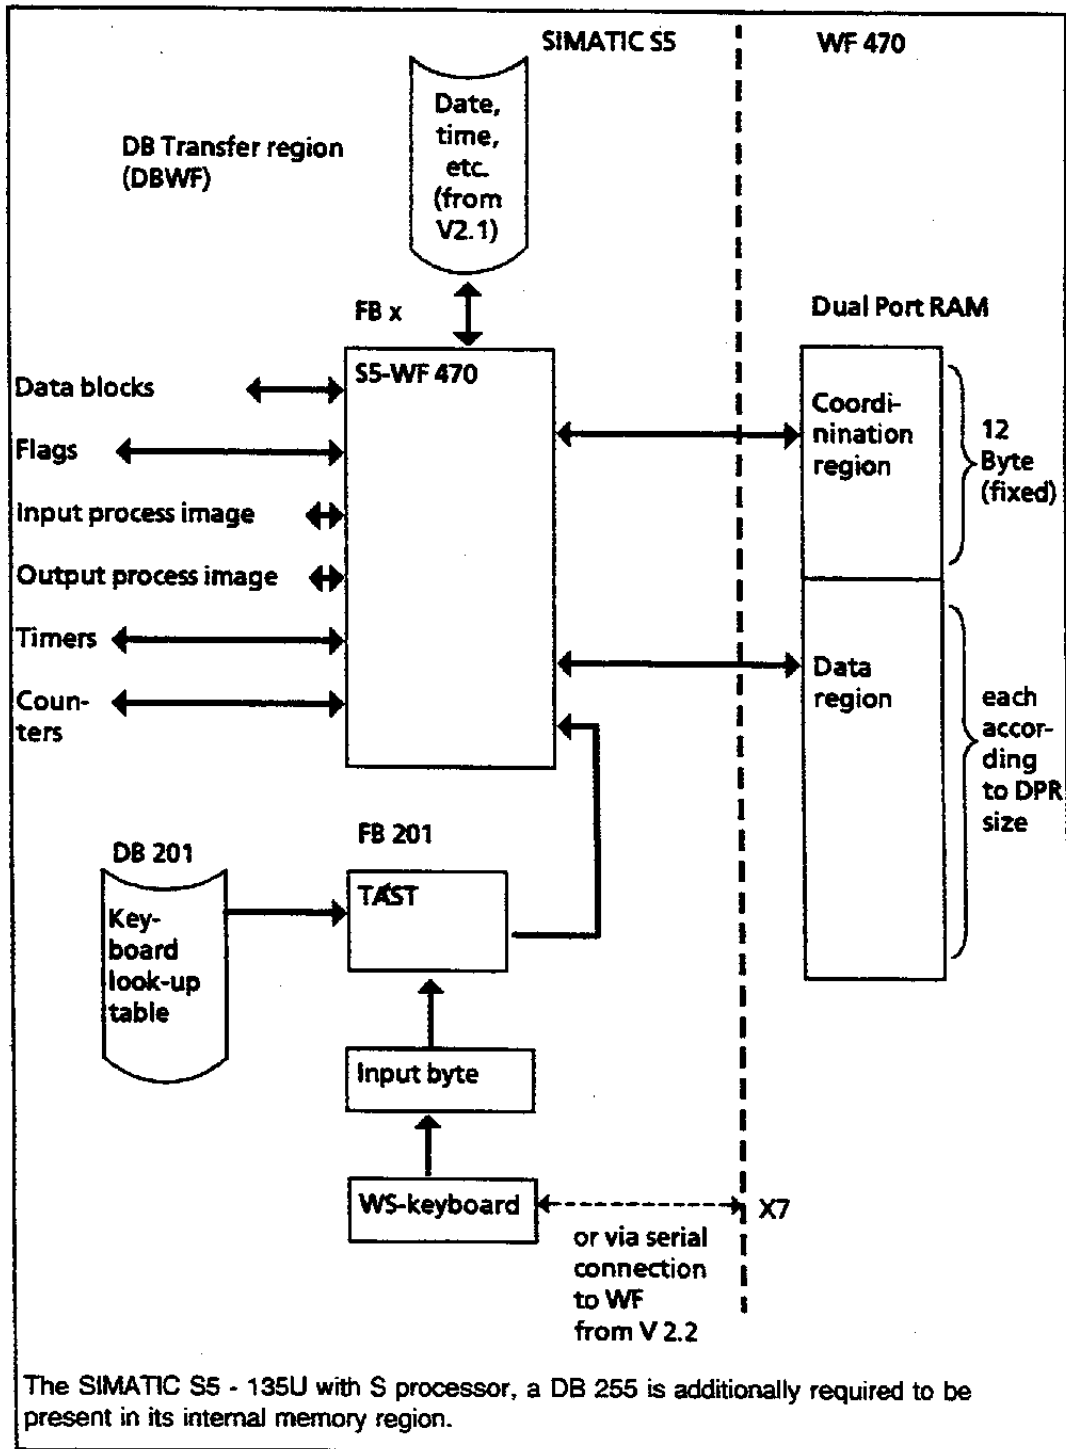 SIMATIC S5
WF 470
Date,
time,
etc.
(from
V2.1)
DB Transfer region
(DBWF)
FB x
Dual Port RAM
S5-WF 470
Data blocks
Flags
Input process image
Output process image
Timers
Coun-
ters
Coordi-
nination
region
12
Byte
(fixed)
Data
region
each
accor-
ding
to DPR
size
FB 201
DB 201
TAST
Key-
board
look-up
table
Input byte
WS-keyboard
X7
or via serial
connection
to WF
from V 2.2
The SIMATIC S5 - 135U with S processor, a DB 255 is additionally required to be
present in its internal memory region.